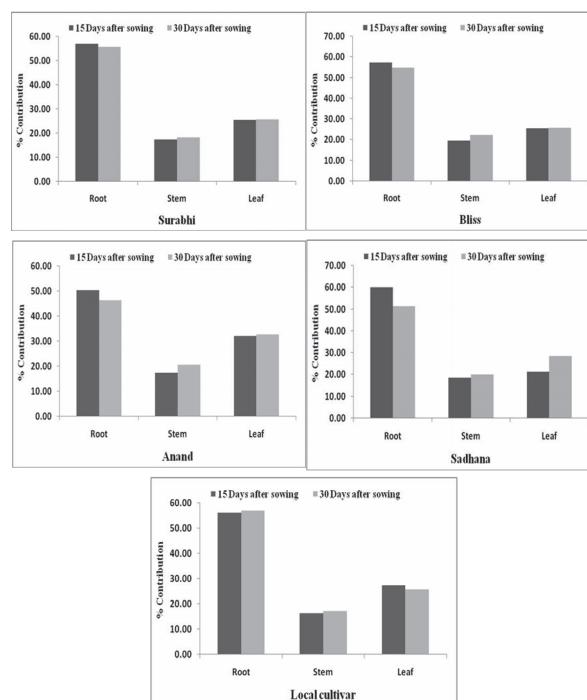 15 Days after sowing 30 Days after sowing
60.00
50.00
40.00
30.00
20.00
10.00
0.00
% Contribution
Root Stem Leaf
Surabhi
15 Days after sowing 30 Days after sowing
70.00
60.00
50.00
40.00
30.00
20.00
10.00
0.00
% Contribution
Root Stem Leaf
Bliss
15 Days after sowing 30 Days after sowing
60.00
50.00
40.00
30.00
20.00
10.00
0.00
% Contribution
Root Stem Leaf
Anand
15 Days after sowing 30 Days after sowing
70.00
60.00
50.00
40.00
30.00
20.00
10.00
0.00
% Contribution
Root Stem Leaf
Sadhana
15 Days after sowing 30 Days after sowing
60.00
50.00
40.00
30.00
20.00
10.00
0.00
% Contribution
Root Stem Leaf
Local cultivar